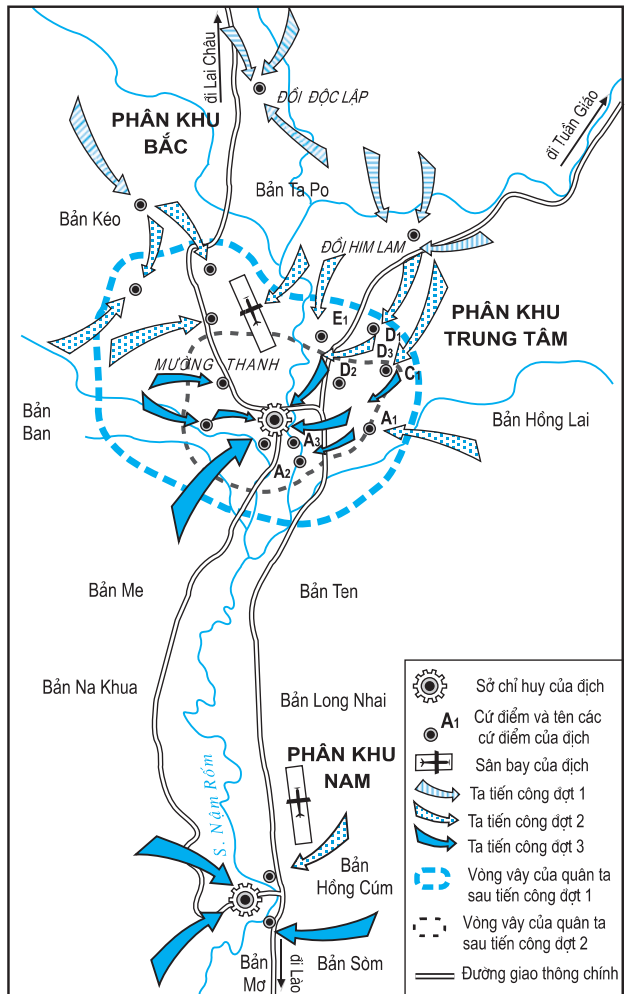 đi Lai Châu
ĐỒI ĐỘC LẬP
PHÂN KHU
BẮC
đi Tuần Giáo
Bản Ta Po
Bản Kéo
ĐỒI HIM LAM
PHÂN KHU
TRUNG TÂM
E1
D1
D3
D2
C1
MƯỜNG THANH
A1
Bản Hồng Lai
Bản
Ban
A3
A2
Bản Me
Bản Ten
Bản Na Khua
Bản Long Nhai
PHÂN KHU
NAM
S. Nậm Rốm
Bản
Hồng Cúm
Bản Sòm
Bản
Mơ
đi Lào
Sở chỉ huy của địch
A1
Cứ điểm và tên các
cứ điểm của địch
Sân bay của địch
Ta tiến công đợt 1
Ta tiến công đợt 2
Ta tiến công đợt 3
Vòng vây của quân ta
sau tiến công đợt 1
Vòng vây của quân ta
sau tiến công đợt 2
Đường giao thông chính